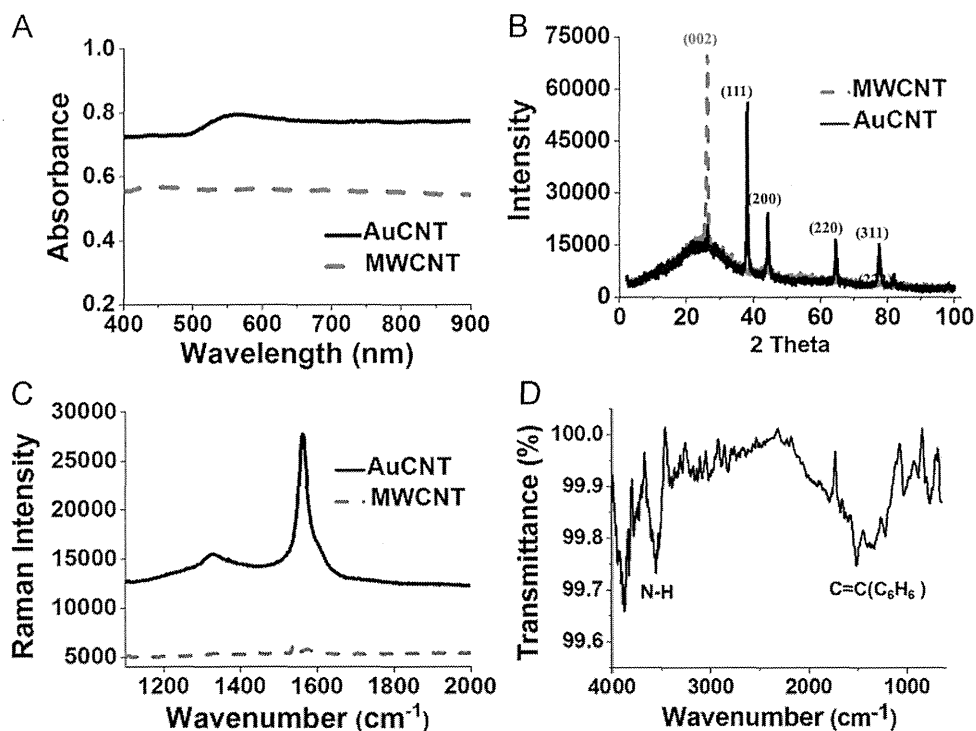 A
1.0
0.8
0.6
0.4
0.2
Absorbance
AuCNT
MWCNT
400 500 600 700 800 900
Wavelength (nm)
B
75000
60000
45000
30000
15000
0
Intensity
(002)
(111)
(200)
(220)
(311)
MWCNT
AuCNT
0 20 40 60 80 100
2 Theta
C
30000
25000
20000
15000
10000
5000
Raman Intensity
AuCNT
MWCNT
1200 1400 1600 1800 2000
Wavenumber (cm⁻¹)
D
100.0
99.9
99.8
99.7
99.6
Transmittance (%)
N-H
C=C(C₆H₆ )
4000 3000 2000 1000
Wavenumber (cm⁻¹)